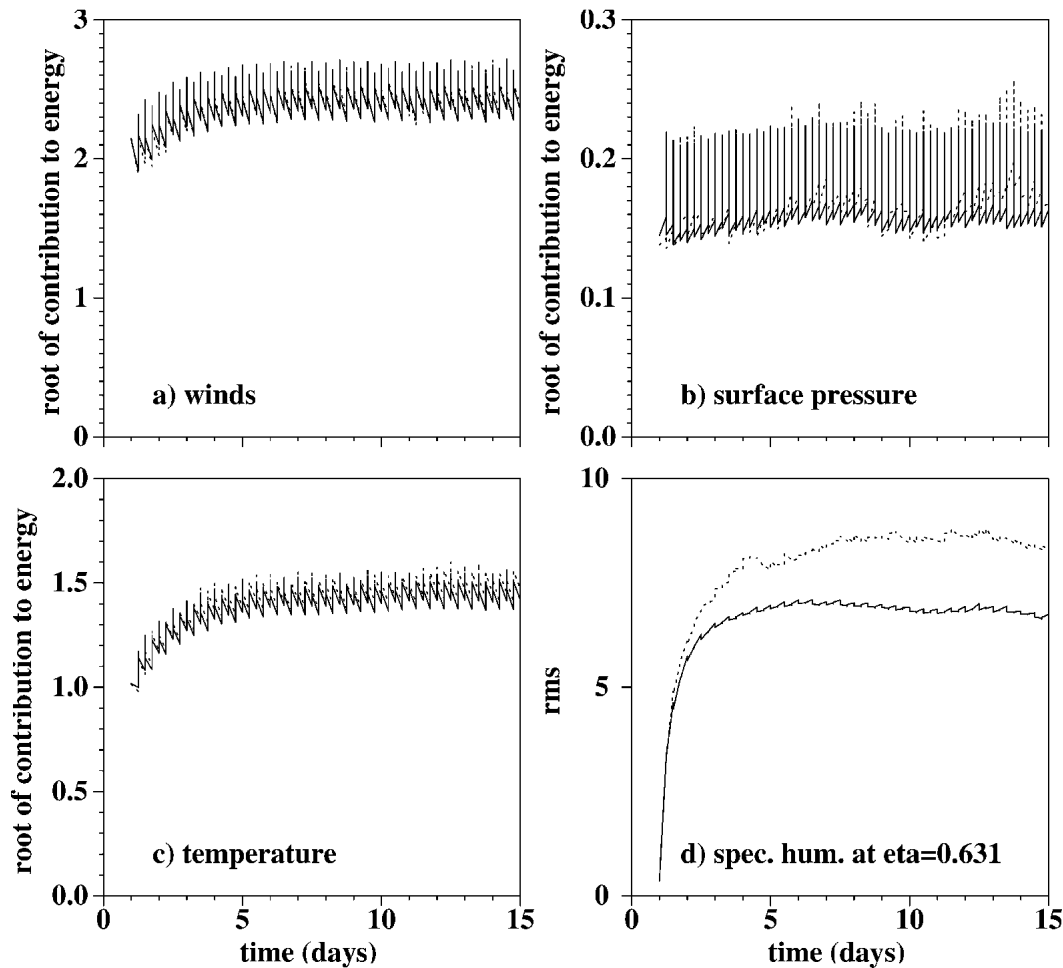 3
2
1
0
root of contribution to energy
a) winds
0.3
0.2
0.1
0.0
root of contribution to energy
b) surface pressure
2.0
1.5
1.0
0.5
0.0
root of contribution to energy
c) temperature
0 5 10 15
time (days)
10
5
0
rms
d) spec. hum. at eta=0.631
0 5 10 15
time (days)